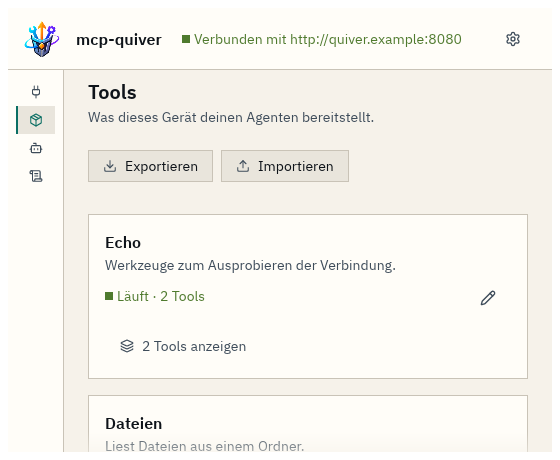 mcp-quiver
Verbunden mit http://quiver.example:8080
Tools
Was dieses Gerät deinen Agenten bereitstellt.
Exportieren
Importieren
Echo
Werkzeuge zum Ausprobieren der Verbindung.
Läuft · 2 Tools
2 Tools anzeigen
Dateien
Liest Dateien aus einem Ordner.